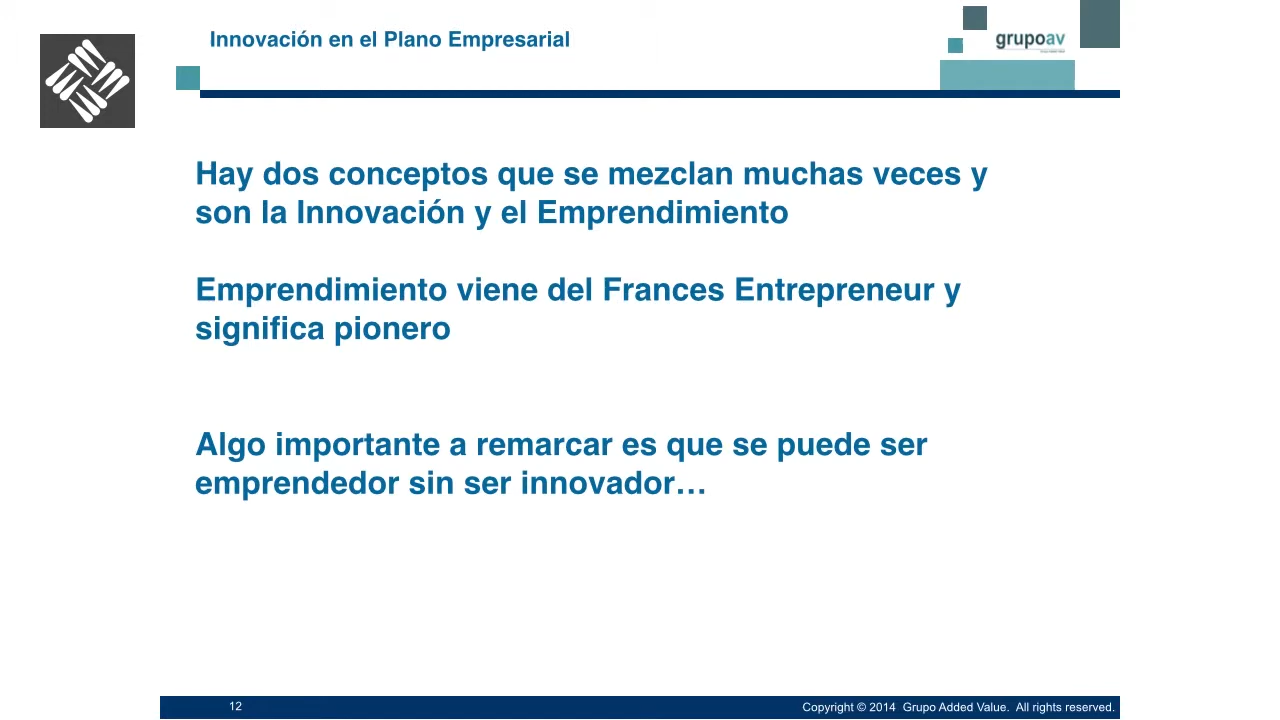 Innovación en el Plano Empresarial
grupoav
Hay dos conceptos que se mezclan muchas veces y
son la Innovación y el Emprendimiento
Emprendimiento viene del Frances Entrepreneur y
significa pionero
Algo importante a remarcar es que se puede ser
emprendedor sin ser innovador…
12
Copyright © 2014 Grupo Added Value. All rights reserved.